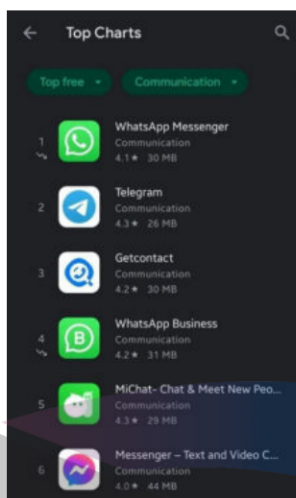 Top Charts
Top free
Communication
1
WhatsApp Messenger
Communication
4.1★ 30 MB
2
Telegram
Communication
4.3★ 26 MB
3
Getcontact
Communication
4.2★ 30 MB
4
WhatsApp Business
Communication
4.2★ 31 MB
5
MiChat- Chat & Meet New Peo...
Communication
4.3★ 29 MB
6
Messenger – Text and Video C...
Communication
4.0★ 44 MB